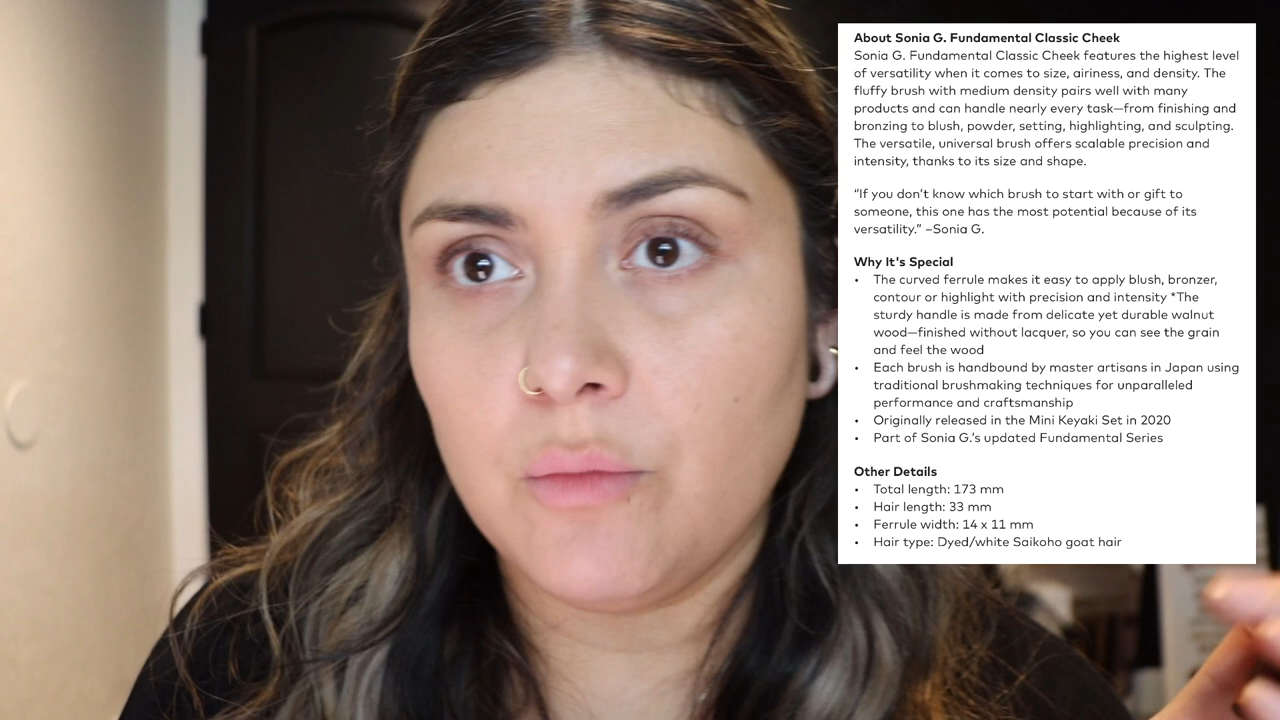 About Sonia G. Fundamental Classic Cheek
Sonia G. Fundamental Classic Cheek features the highest level
of versatility when it comes to size, airiness, and density. The
fluffy brush with medium density pairs well with many
products and can handle nearly every task—from finishing and
bronzing to blush, powder, setting, highlighting, and sculpting.
The versatile, universal brush offers scalable precision and
intensity, thanks to its size and shape.
“If you don’t know which brush to start with or gift to
someone, this one has the most potential because of its
versatility.” –Sonia G.
Why It's Special
• The curved ferrule makes it easy to apply blush, bronzer,
contour or highlight with precision and intensity *The
sturdy handle is made from delicate yet durable walnut
wood—finished without lacquer, so you can see the grain
and feel the wood
• Each brush is handbound by master artisans in Japan using
traditional brushmaking techniques for unparalleled
performance and craftsmanship
• Originally released in the Mini Keyaki Set in 2020
• Part of Sonia G.’s updated Fundamental Series
Other Details
• Total length: 173 mm
• Hair length: 33 mm
• Ferrule width: 14 x 11 mm
• Hair type: Dyed/white Saikoho goat hair